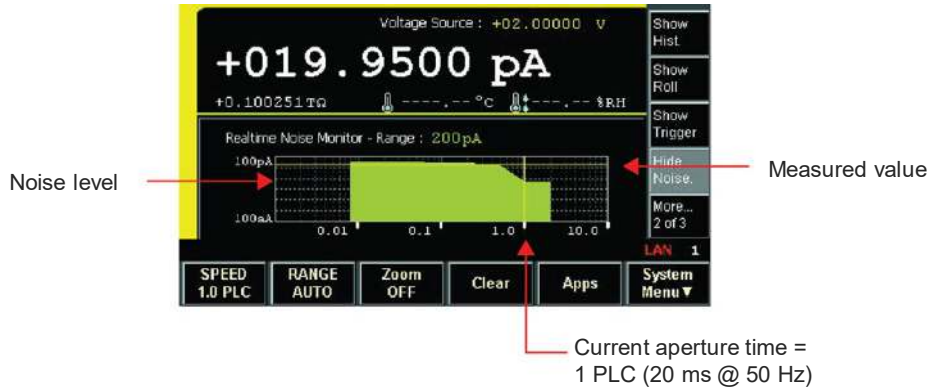 Voltage Source : +02.00000 V
+019.9500 pA
+0.100251TΩ ----.-- °C ---.-- %RH
Show Hist.
Show Roll
Show Trigger
Hide Noise.
More... 2 of 3
Realtime Noise Monitor - Range : 200pA
100pA
100aA
0.01 0.1 1.0 10.0
LAN 1
SPEED 1.0 PLC
RANGE AUTO
Zoom OFF
Clear
Apps
System Menu▼
Noise level
Measured value
Current aperture time =
1 PLC (20 ms @ 50 Hz)